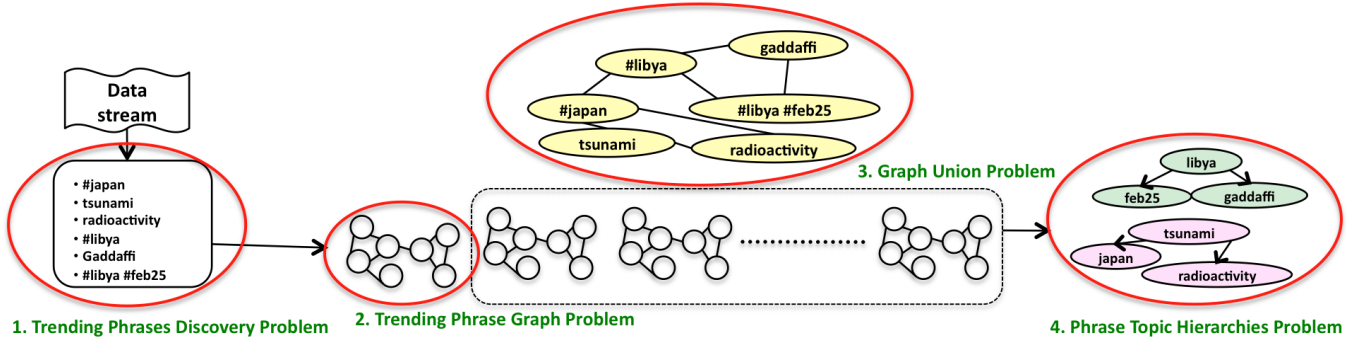 Data
stream
• #japan
• tsunami
• radioactivity
• #libya
• Gaddaffi
• #libya #feb25
1. Trending Phrases Discovery Problem
2. Trending Phrase Graph Problem
gaddaffi
#libya
#japan
#libya #feb25
tsunami
radioactivity
3. Graph Union Problem
libya
feb25
gaddaffi
tsunami
japan
radioactivity
4. Phrase Topic Hierarchies Problem